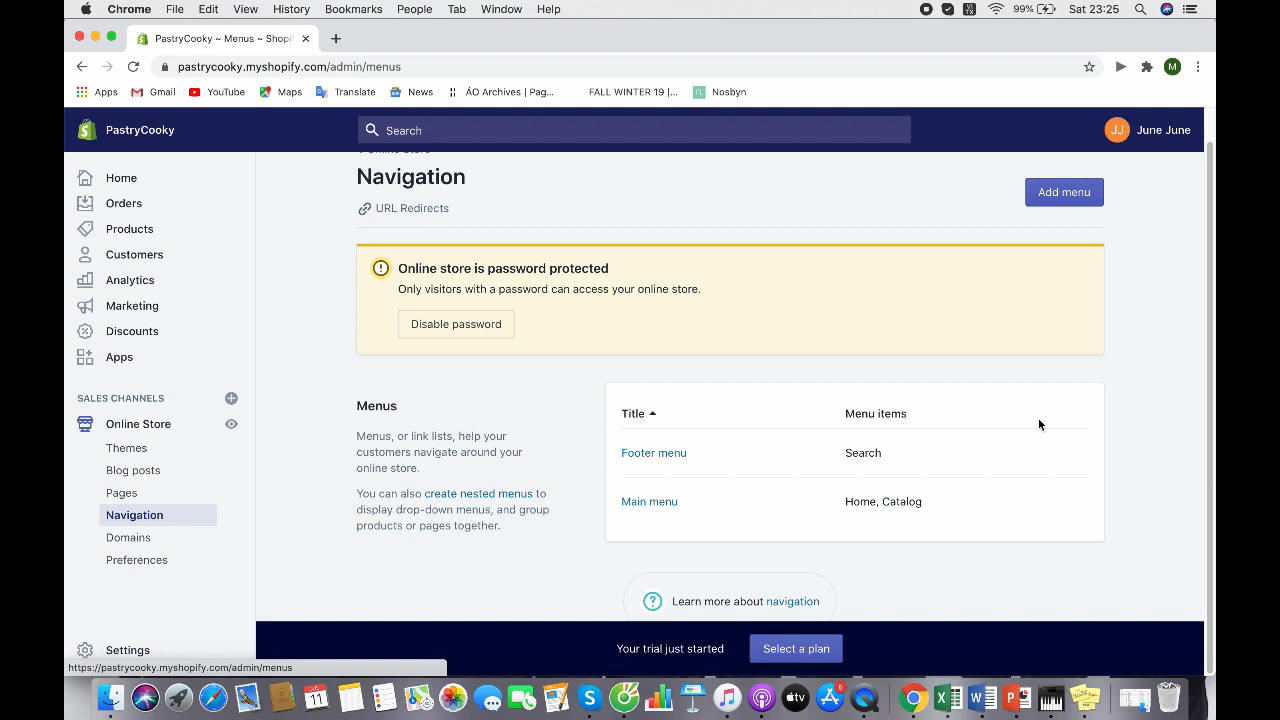 Chrome File Edit View History Bookmarks People Tab Window Help 99% Sat 23:25
PastryCooky ~ Menus ~ Shopif
pastrycooky.myshopify.com/admin/menus
M
Apps Gmail YouTube Maps Translate News ÁO Archives | Pag... FALL WINTER 19 |... Nosbyn
PastryCooky
Search
JJ June June
Home
Orders
Products
Customers
Analytics
Marketing
Discounts
Apps
SALES CHANNELS
Online Store
Themes
Blog posts
Pages
Navigation
Domains
Preferences
Settings
https://pastrycooky.myshopify.com/admin/menus
Online Store
Navigation
Add menu
URL Redirects
Online store is password protected
Only visitors with a password can access your online store.
Disable password
Menus
Menus, or link lists, help your
customers navigate around your
online store.
You can also create nested menus to
display drop-down menus, and group
products or pages together.
Title Menu items
Footer menu Search
Main menu Home, Catalog
Learn more about navigation
Your trial just started Select a plan